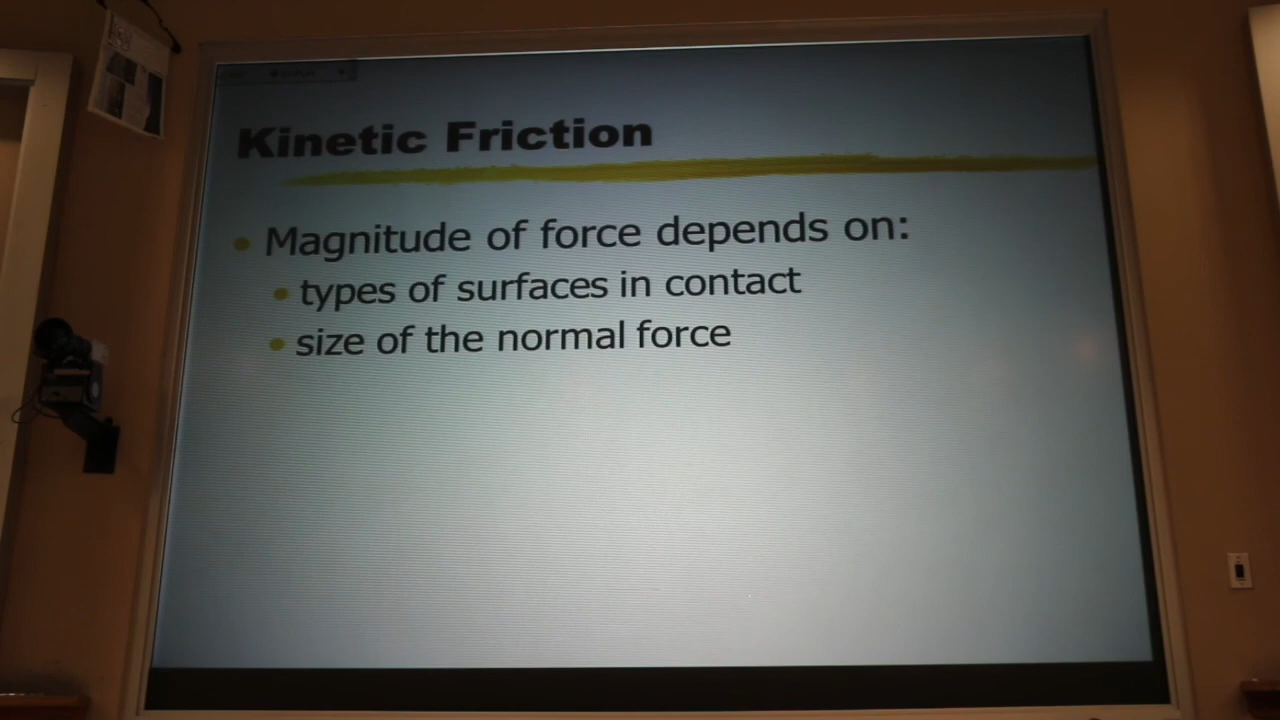 Kinetic Friction
Magnitude of force depends on:
types of surfaces in contact
size of the normal force